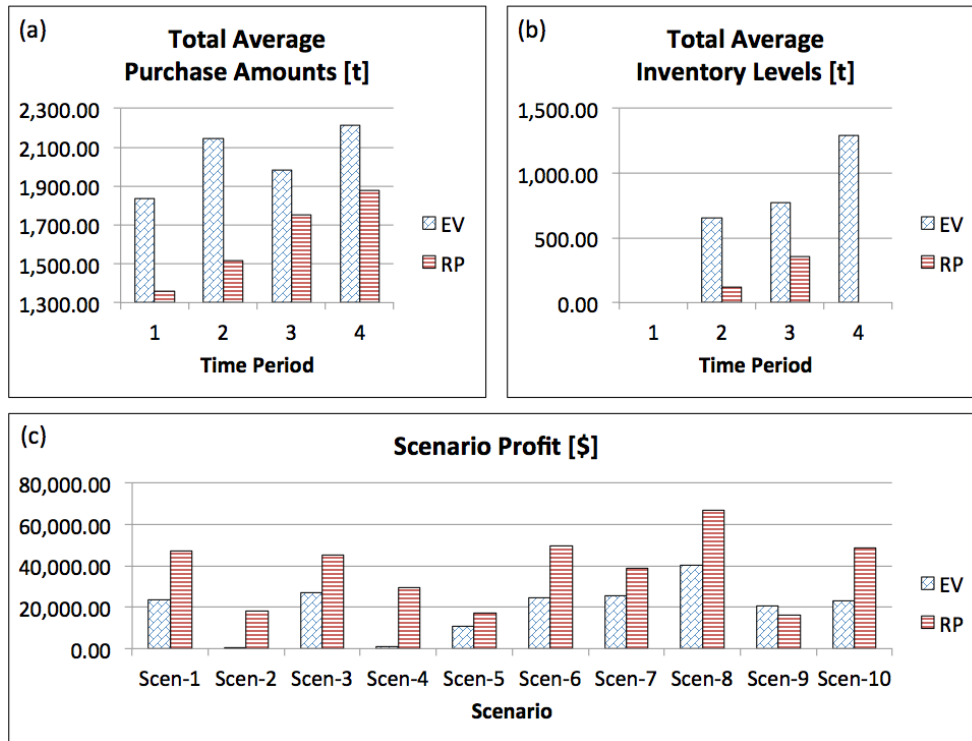 (a)
Total Average
Purchase Amounts [t]
2,300.00
2,100.00
1,900.00
1,700.00
1,500.00
1,300.00
EV
RP
1 2 3 4
Time Period
(b)
Total Average
Inventory Levels [t]
1,500.00
1,000.00
500.00
0.00
EV
RP
1 2 3 4
Time Period
(c)
Scenario Profit [$]
80,000.00
60,000.00
40,000.00
20,000.00
0.00
EV
RP
Scen-1 Scen-2 Scen-3 Scen-4 Scen-5 Scen-6 Scen-7 Scen-8 Scen-9 Scen-10
Scenario